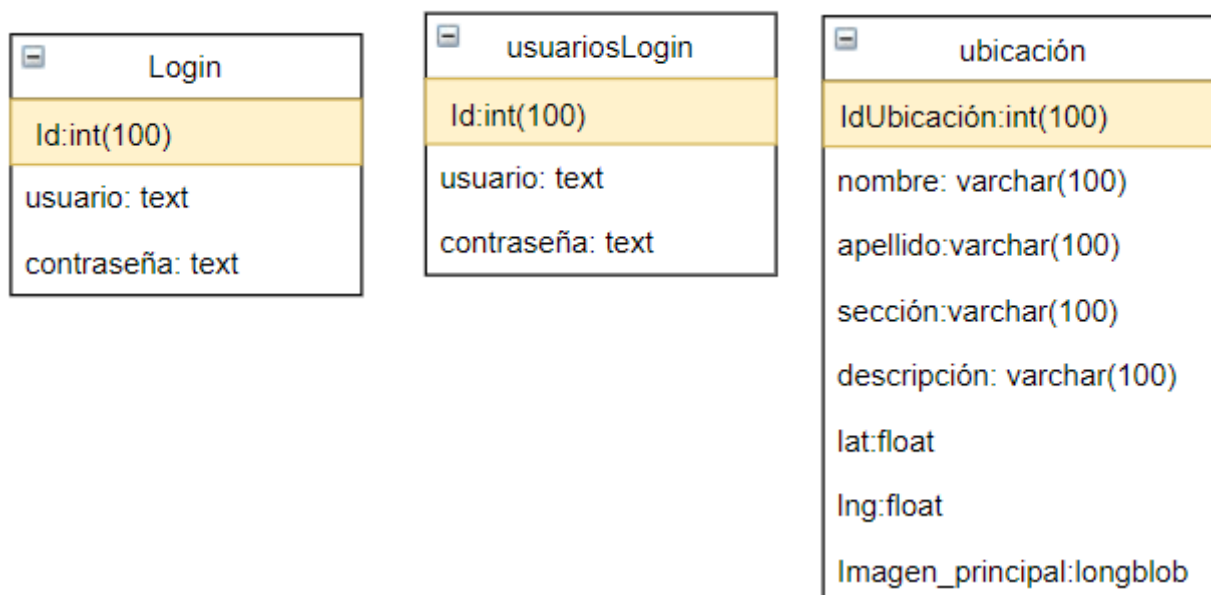 Login
Id:int(100)
usuario: text
contraseña: text
usuariosLogin
Id:int(100)
usuario: text
contraseña: text
ubicación
IdUbicación:int(100)
nombre: varchar(100)
apellido:varchar(100)
sección:varchar(100)
descripción: varchar(100)
lat:float
lng:float
Imagen_principal:longblob